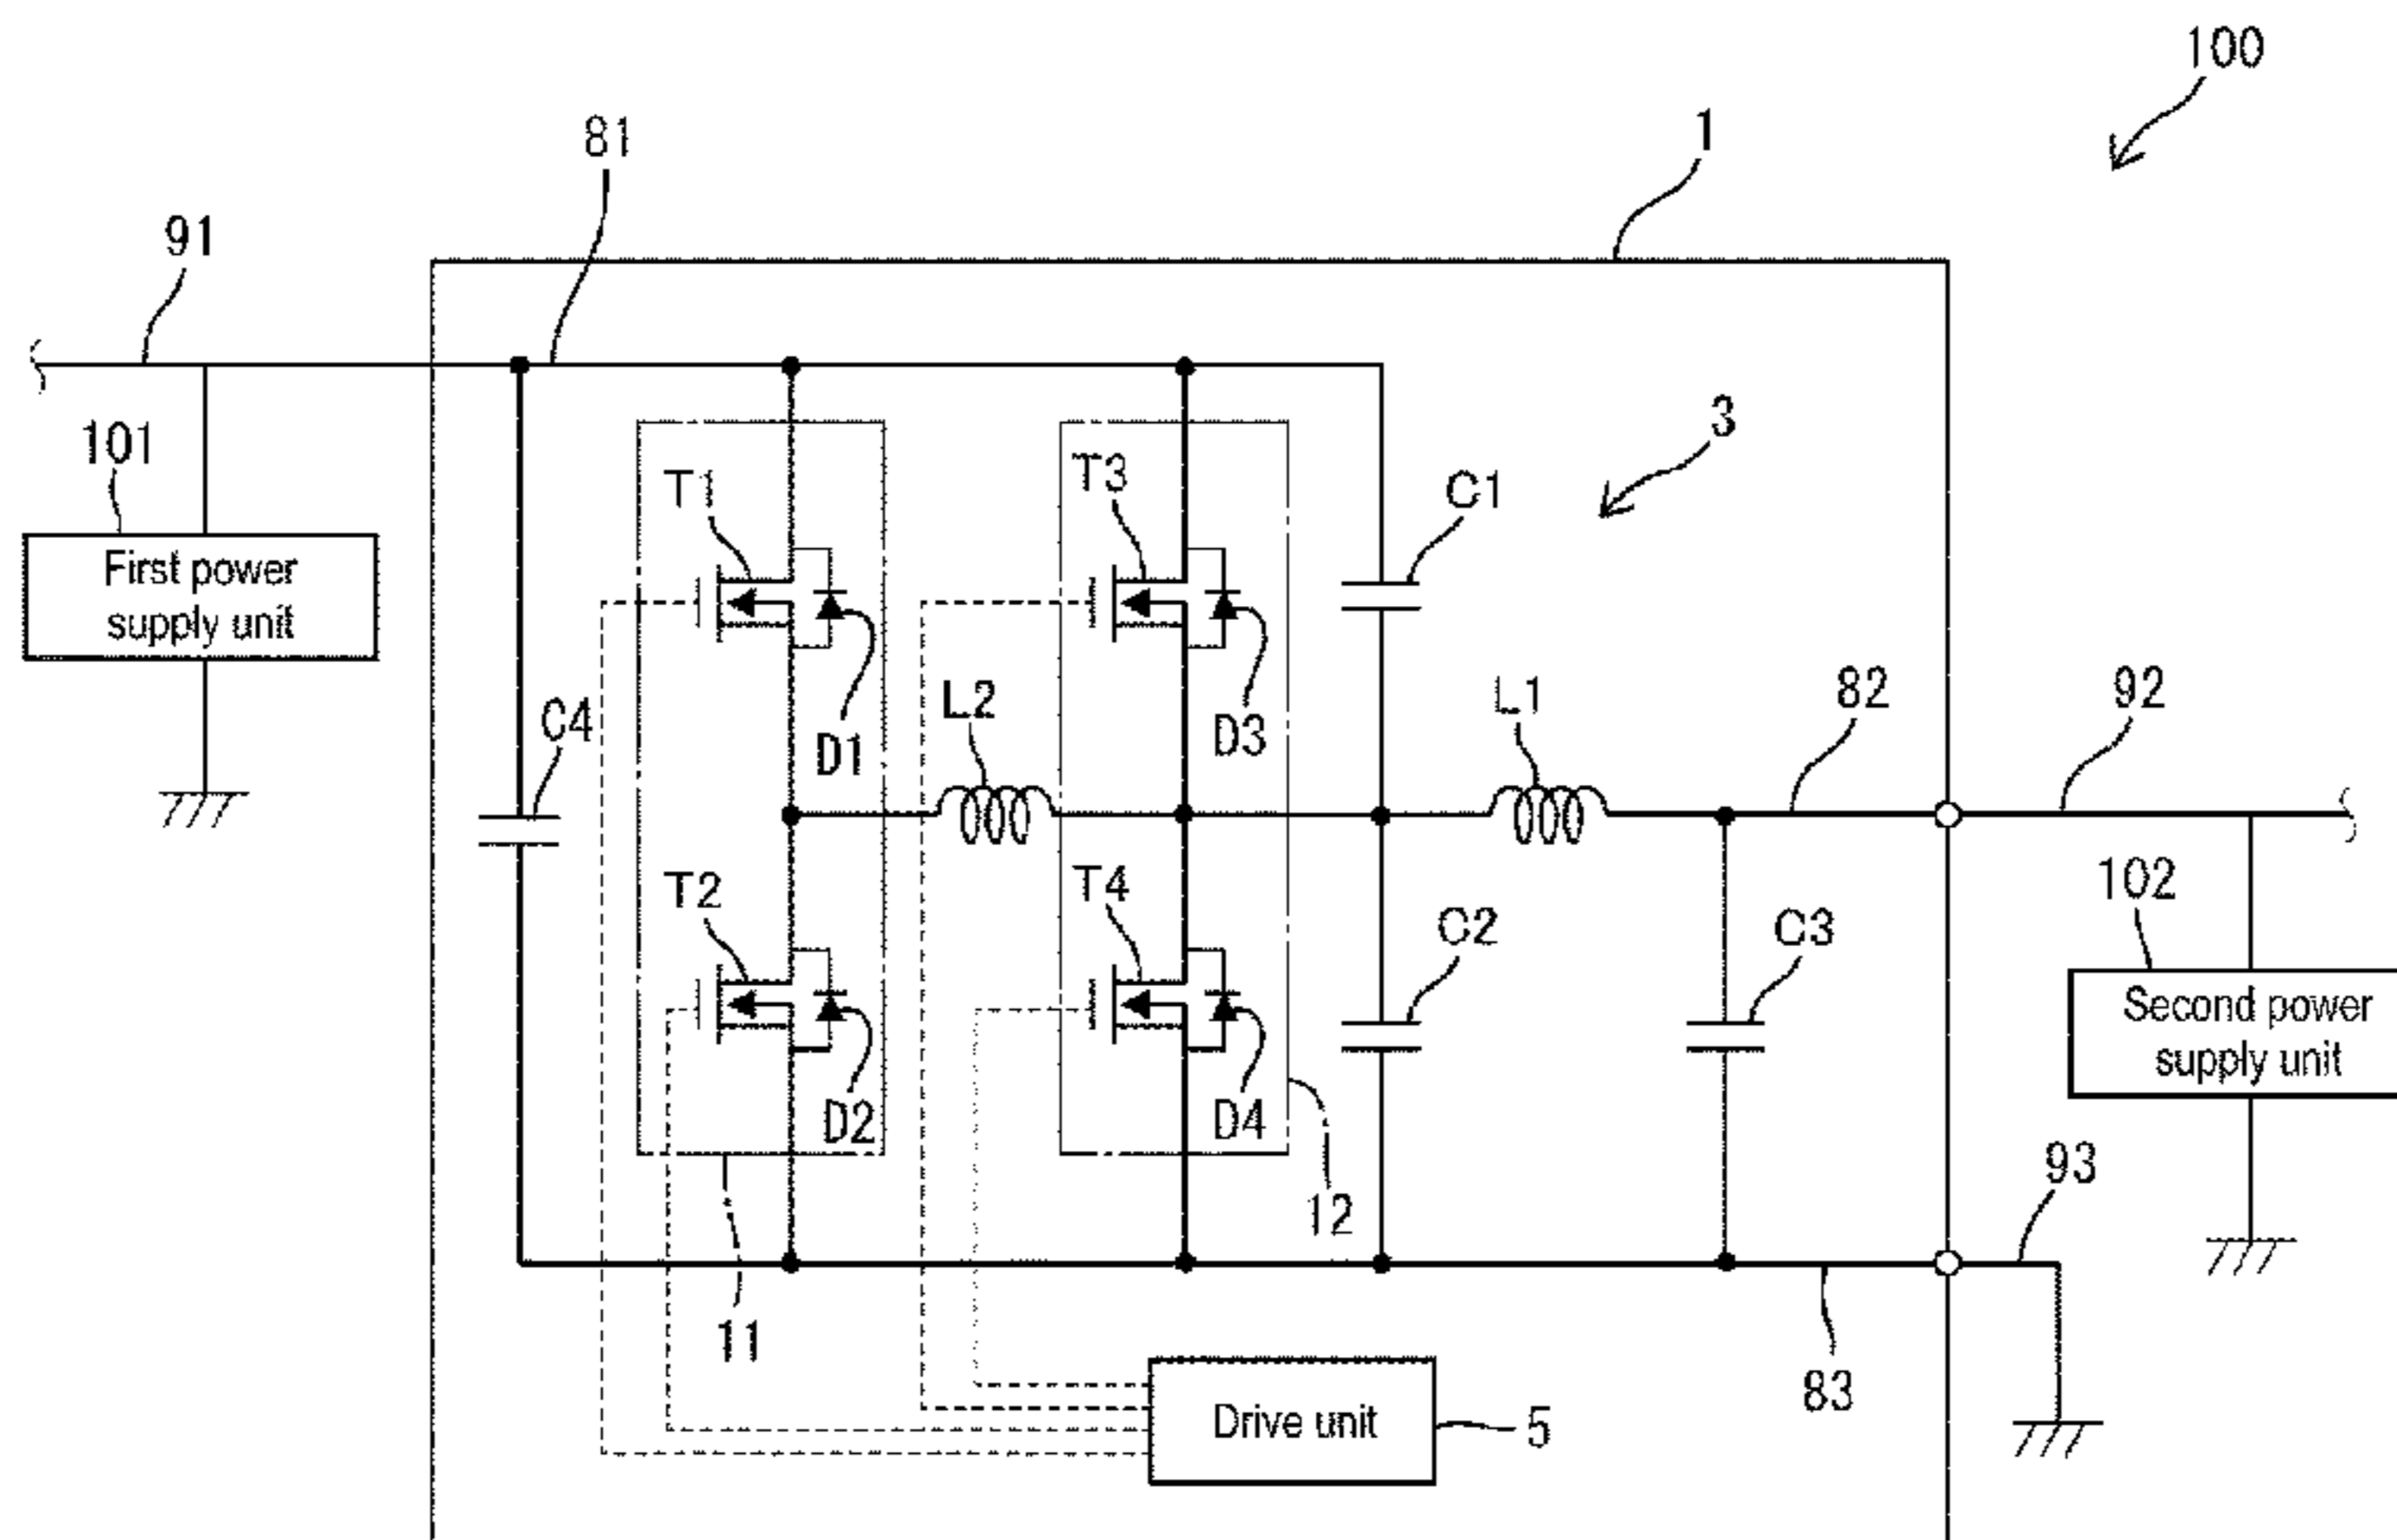 100
1
81
91
3
101
T1
T3
C1
First power
supply unit
L2
L1
82
92
C4
D1
D3
T2
T4
102
C2
C3
Second power
supply unit
D2
D4
93
12
11
83
Drive unit
5